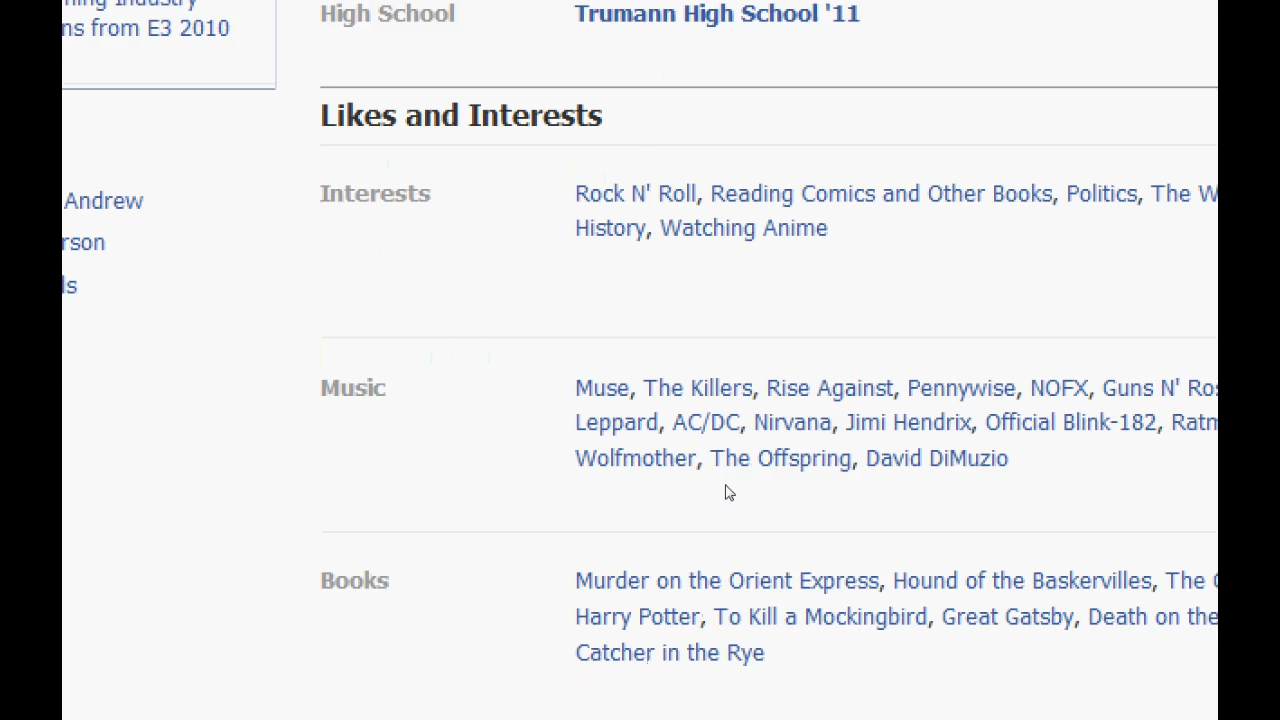 Industry
ns from E3 2010
Andrew
rson
ls
High School Trumann High School '11
Likes and Interests
Interests Rock N' Roll, Reading Comics and Other Books, Politics, The W
History, Watching Anime
Music Muse, The Killers, Rise Against, Pennywise, NOFX, Guns N' Ros
Leppard, AC/DC, Nirvana, Jimi Hendrix, Official Blink-182, Ratm
Wolfmother, The Offspring, David DiMuzio
Books Murder on the Orient Express, Hound of the Baskervilles, The
Harry Potter, To Kill a Mockingbird, Great Gatsby, Death on the
Catcher in the Rye